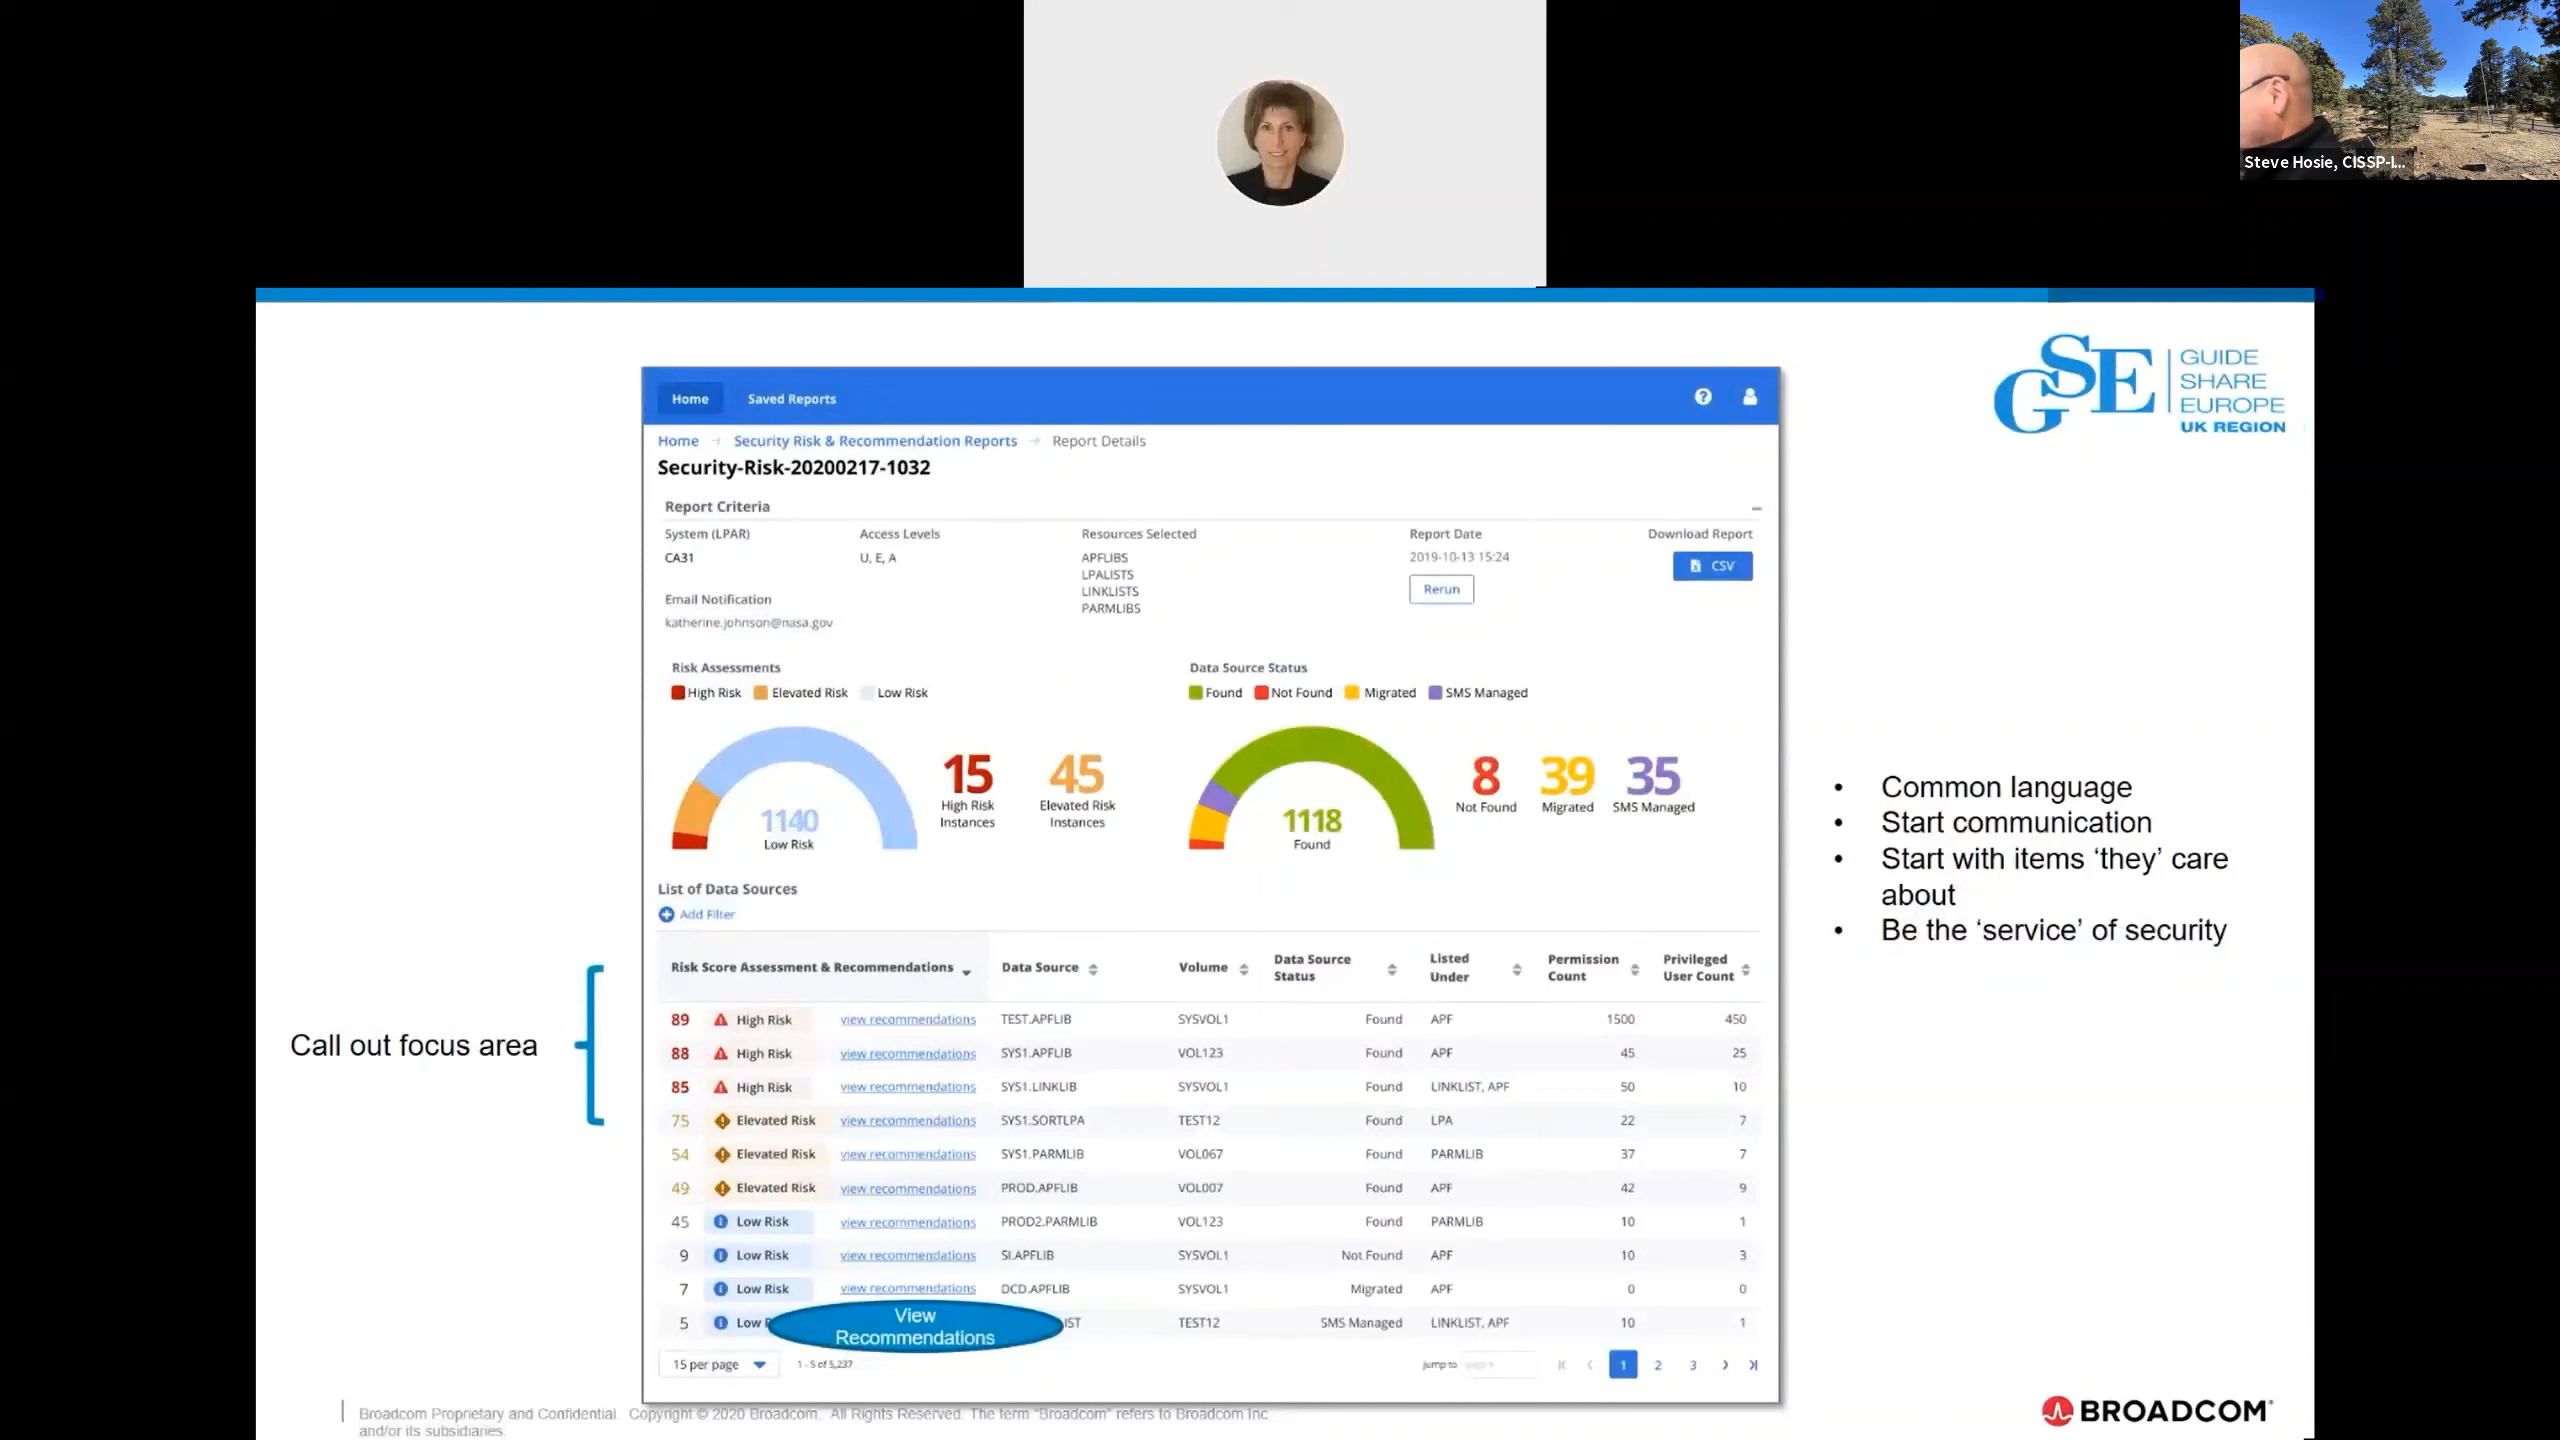 Steve Hosie, CISSP-I...
GSE
GUIDE
SHARE
EUROPE
UK REGION
Home
Saved Reports
Home
Security Risk & Recommendation Reports
Report Details
Security-Risk-20200217-1032
Report Criteria
System (LPAR)
Access Levels
Resources Selected
Report Date
Download Report
CA31
U, E, A
APFLIBS
LPALISTS
LINKLISTS
PARMLIBS
2019-10-13 15:24
CSV
Rerun
Email Notification
katherine.johnson@nasa.gov
Risk Assessments
High Risk
Elevated Risk
Low Risk
1140
Low Risk
15
High Risk
Instances
45
Elevated Risk
Instances
Data Source Status
Found
Not Found
Migrated
SMS Managed
1118
Found
8
Not Found
39
Migrated
35
SMS Managed
List of Data Sources
Add Filter
Risk Score Assessment & Recommendations
Data Source
Volume
Data Source
Status
Listed
Under
Permission
Count
Privileged
User Count
89 High Risk view recommendations TEST.APFLIB SYSVOL1 Found APF 1500 450
88 High Risk view recommendations SYS1.APFLIB VOL123 Found APF 45 25
85 High Risk view recommendations SYS1.LINKLIB SYSVOL1 Found LINKLIST, APF 50 10
75 Elevated Risk view recommendations SYS1.SORTLPA TEST12 Found LPA 22 7
54 Elevated Risk view recommendations SYS1.PARMLIB VOL067 Found PARMLIB 37 7
49 Elevated Risk view recommendations PROD.APFLIB VOL007 Found APF 42 9
45 Low Risk view recommendations PROD2.PARMLIB VOL123 Found PARMLIB 10 1
9 Low Risk view recommendations SI.APFLIB SYSVOL1 Not Found APF 10 3
7 Low Risk view recommendations DCD.APFLIB SYSVOL1 Migrated APF 0 0
5 Low TEST12 SMS Managed LINKLIST, APF 10 1
View
Recommendations
15 per page
1 - 5 of 5,237
jump to
1 2 3
Call out focus area
• Common language
• Start communication
• Start with items ‘they’ care
about
• Be the ‘service’ of security
Broadcom Proprietary and Confidential. Copyright © 2020 Broadcom. All Rights Reserved. The term “Broadcom” refers to Broadcom Inc.
and/or its subsidiaries.
BROADCOM